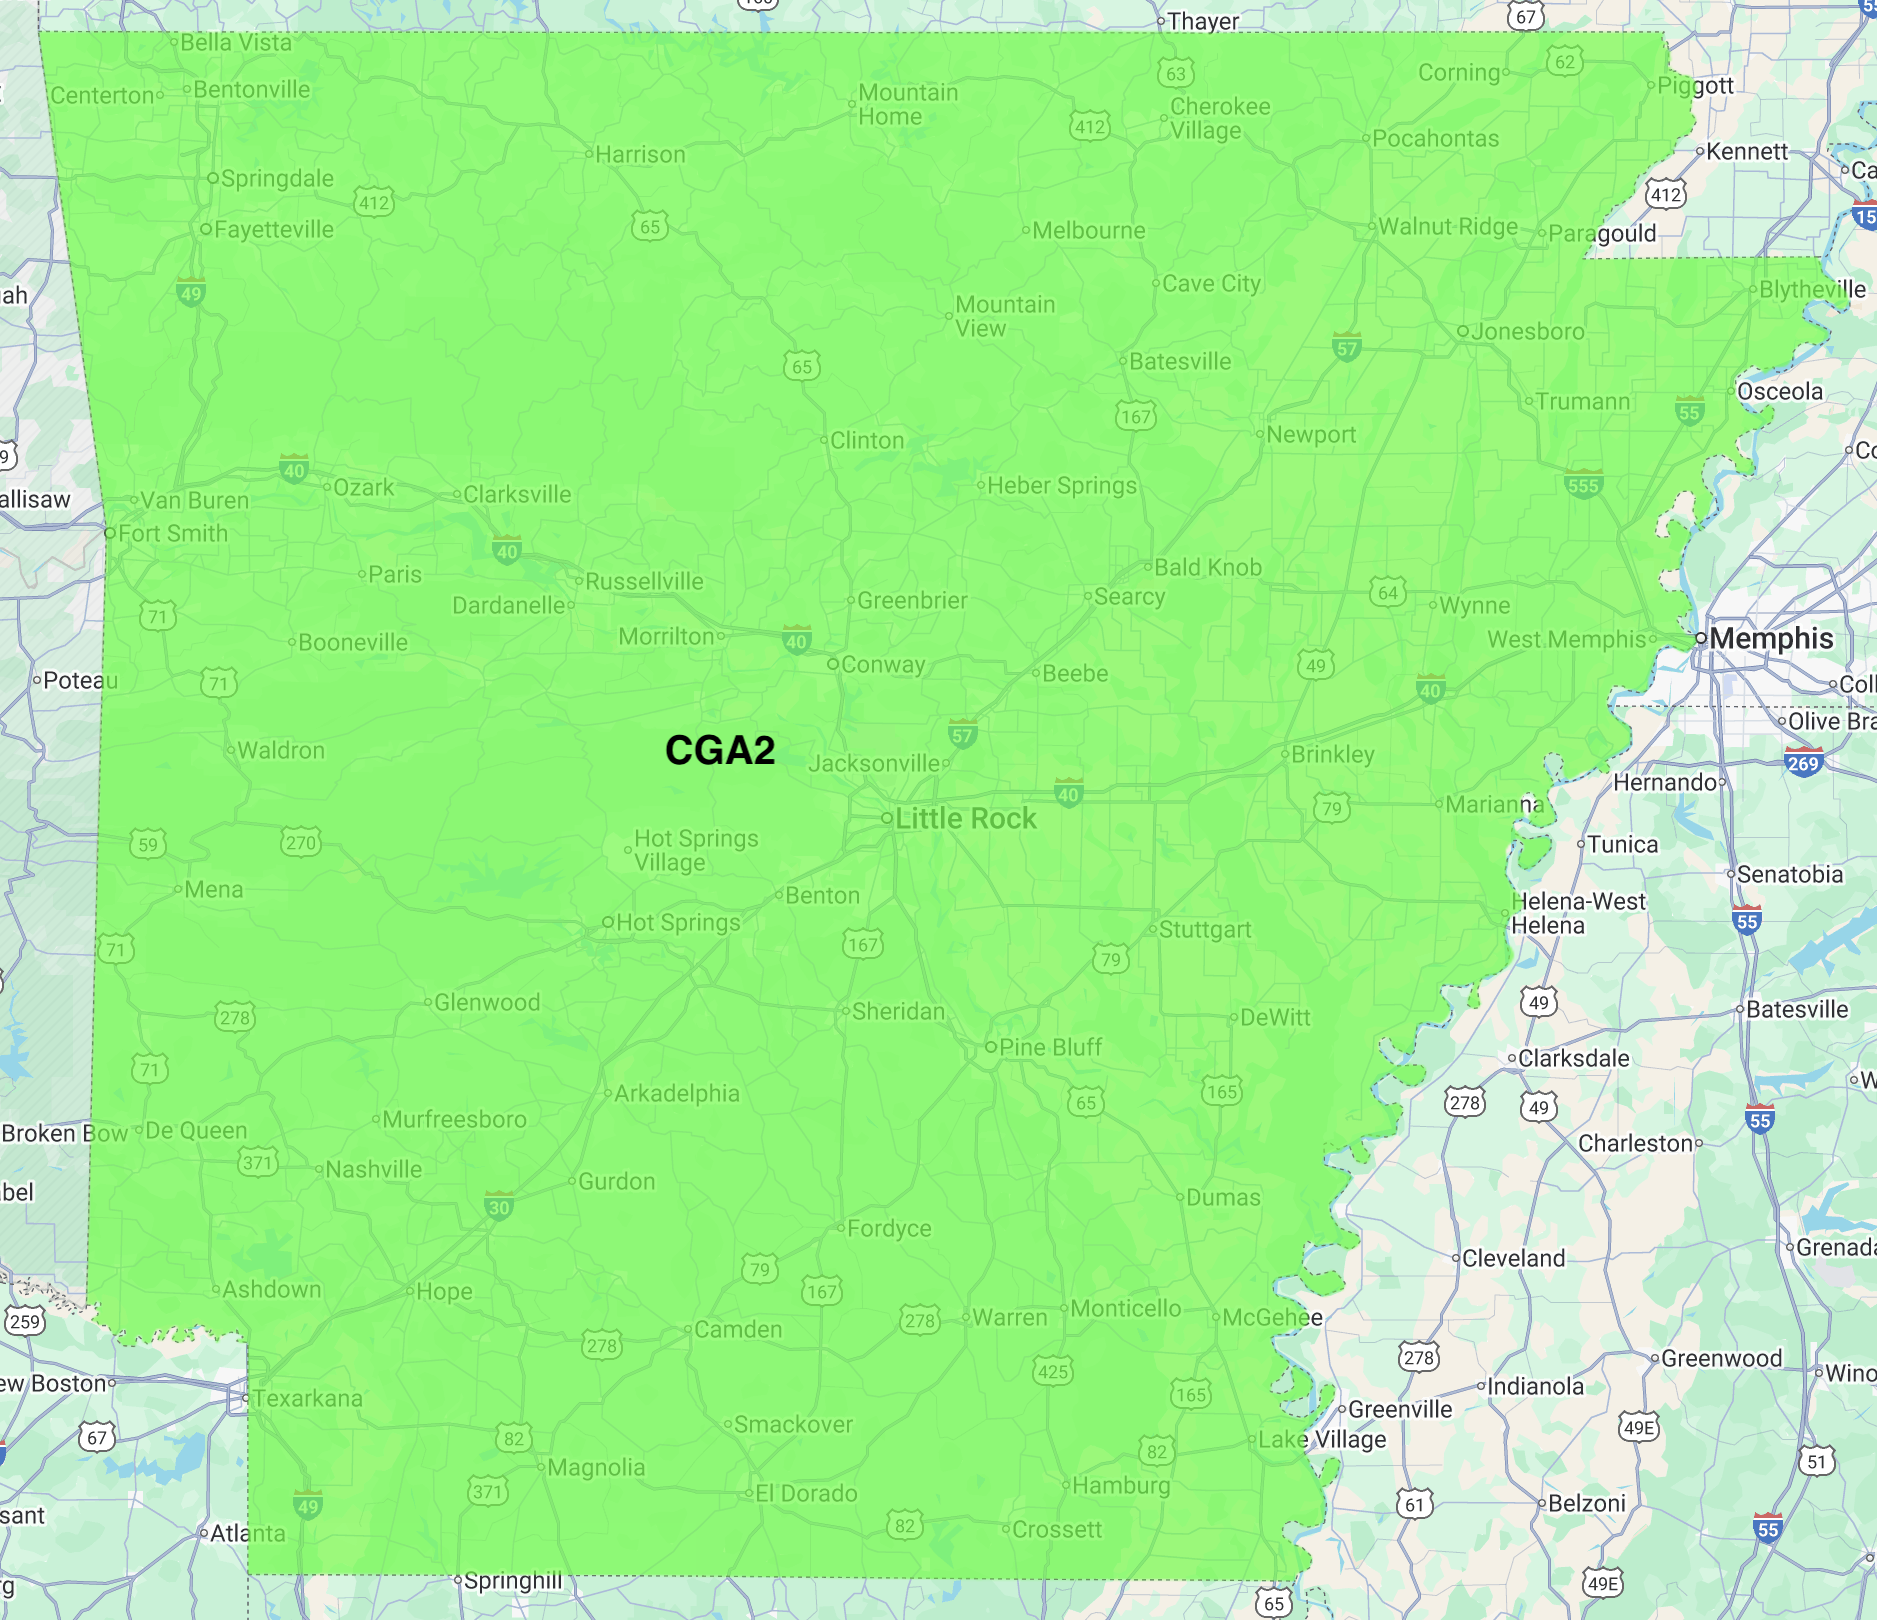 Thayer
67
55
Bella Vista
Centerton
Bentonville
Mountain
Home
63
Corning
62
Piggott
412
Cherokee
Village
Pocahontas
Kennett
Harrison
Springdale
412
412
15
Fayetteville
65
Melbourne
Walnut Ridge
Paragould
49
Cave City
Blytheville
Mountain
View
57
Jonesboro
65
Batesville
Osceola
167
Trumann
55
Clinton
Newport
40
Ozark
Clarksville
Heber Springs
555
allisaw
Van Buren
Fort Smith
40
Paris
Russellville
Bald Knob
Dardanelle
Greenbrier
Searcy
64
Wynne
71
Booneville
Morrilton
40
West Memphis
Memphis
Conway
49
Poteau
71
Beebe
40
Waldron
CGA2
57
Olive Bra
Jacksonville
Brinkley
269
Hernando
40
79
Marianna
Little Rock
59
270
Hot Springs
Village
Tunica
Senatobia
Mena
Benton
Helena-West
Helena
55
Hot Springs
71
167
Stuttgart
79
Glenwood
278
Sheridan
DeWitt
49
Batesville
Pine Bluff
Clarksdale
71
Arkadelphia
65
165
278
49
55
Broken Bow
De Queen
Murfreesboro
Charleston
371
Nashville
Gurdon
30
Dumas
Fordyce
Cleveland
Grenada
79
Ashdown
Hope
167
259
278
Camden
278
Warren
Monticello
McGehee
278
Greenwood
ew Boston
425
Indianola
Wino
Texarkana
165
Greenville
67
82
Smackover
Lake Village
49E
82
51
Magnolia
371
El Dorado
Hamburg
49
61
Belzoni
sant
Atlanta
82
Crossett
55
Springhill
65
49E